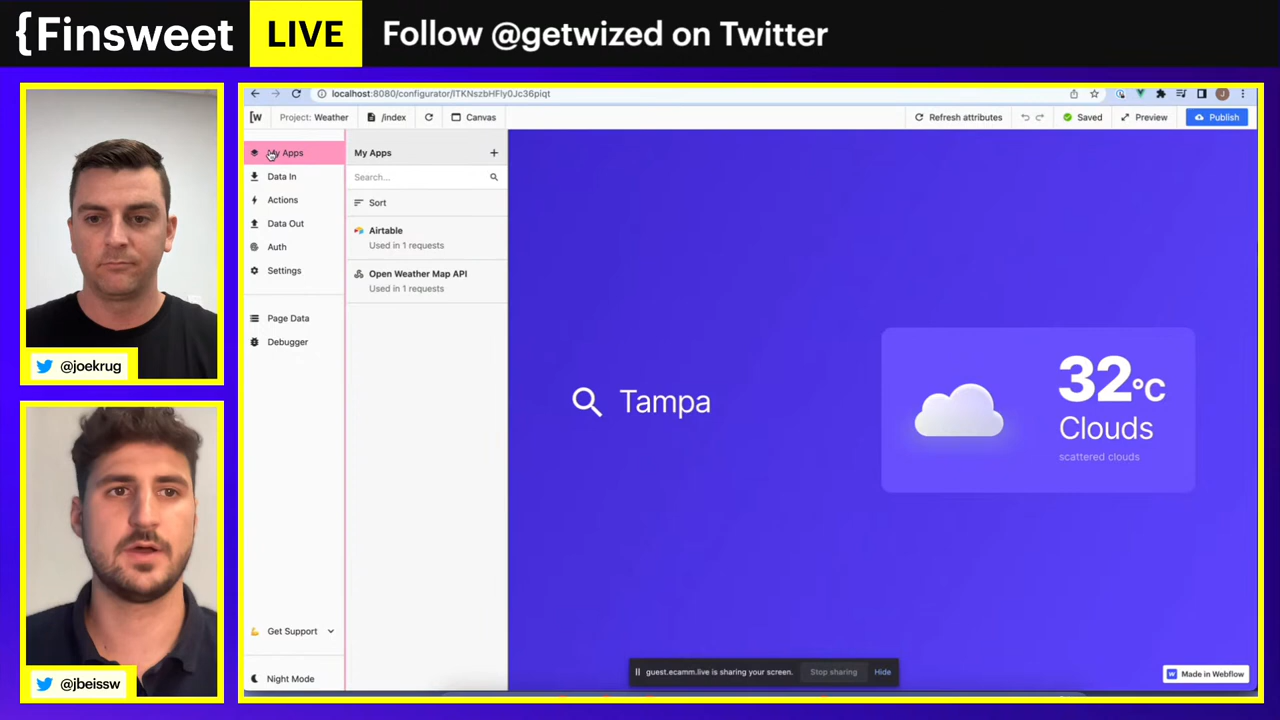 {Finsweet
LIVE
Follow @getwized on Twitter
localhost:8080/configurator/lTKNszbHFly0Jc36piqt
[W
Project: Weather
/index
Canvas
Refresh attributes
Saved
Preview
Publish
My Apps
Data In
Actions
Data Out
Auth
Settings
Page Data
Debugger
Get Support
Night Mode
My Apps
Search...
Sort
Airtable
Used in 1 requests
Open Weather Map API
Used in 1 requests
Tampa
32°C
Clouds
scattered clouds
guest.ecamm.live is sharing your screen.
Stop sharing
Hide
Made in Webflow
@joekrug
@jbeissw